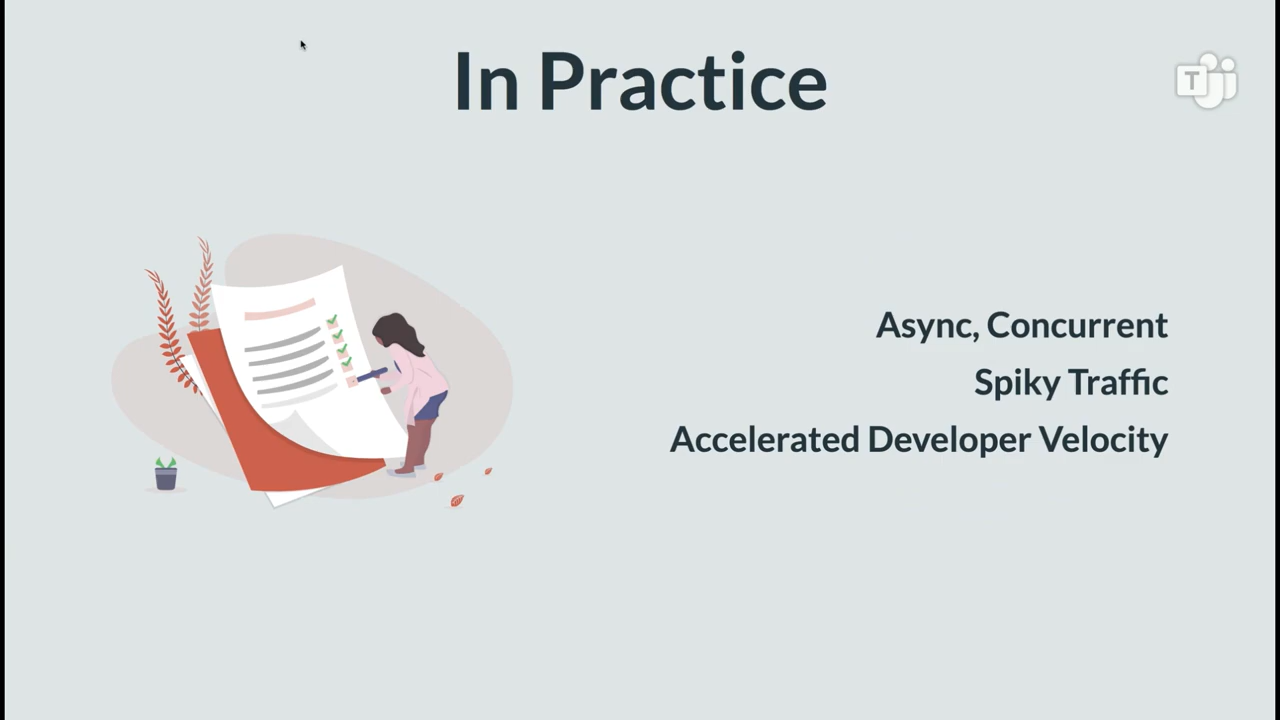 In Practice
T
Async, Concurrent
Spiky Traffic
Accelerated Developer Velocity